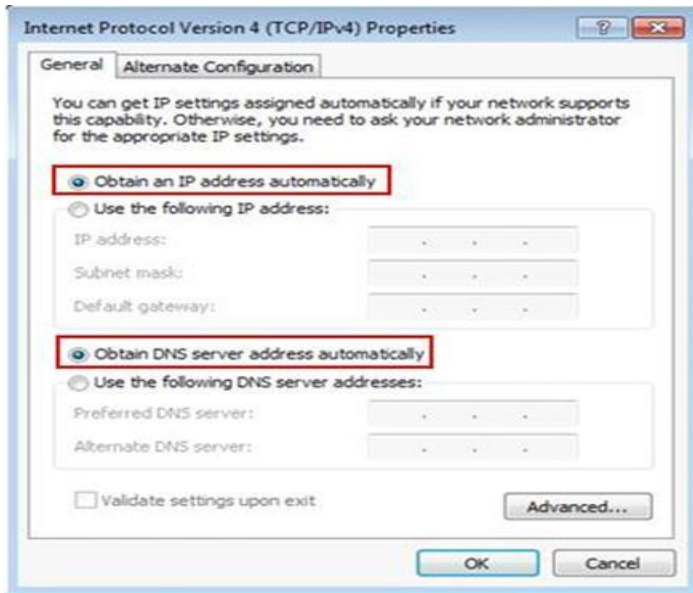 Internet Protocol Version 4 (TCP/IPv4) Properties
General
Alternate Configuration
You can get IP settings assigned automatically if your network supports
this capability. Otherwise, you need to ask your network administrator
for the appropriate IP settings.
Obtain an IP address automatically
Use the following IP address:
IP address:
Subnet mask:
Default gateway:
Obtain DNS server address automatically
Use the following DNS server addresses:
Preferred DNS server:
Alternate DNS server:
Validate settings upon exit
Advanced...
OK
Cancel